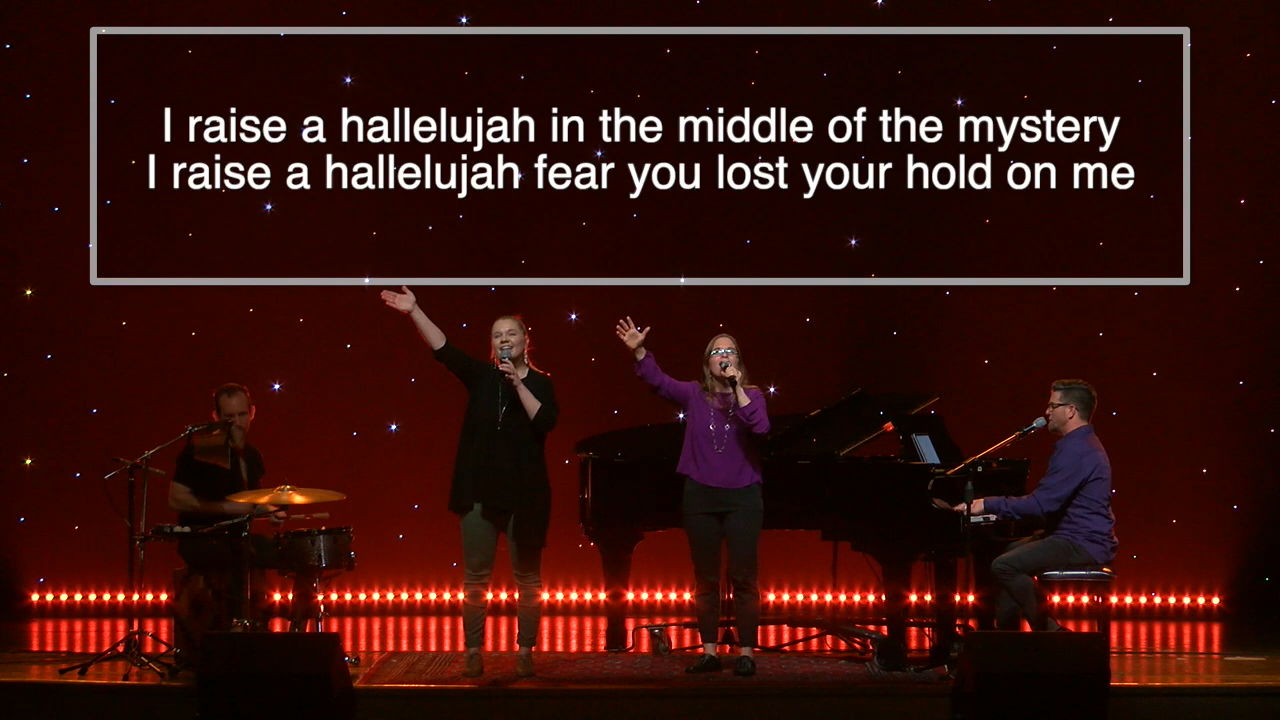 I raise a hallelujah in the middle of the mystery
I raise a hallelujah fear you lost your hold on me